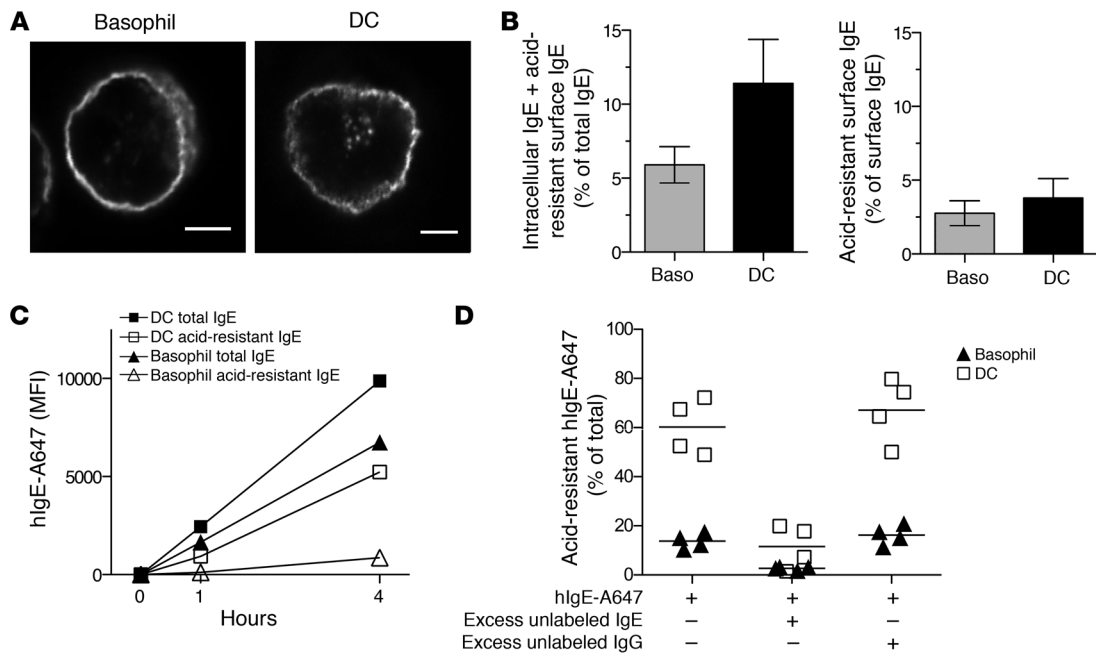 A
Basophil
DC
B
Intracellular IgE + acid-
resistant surface IgE
(% of total IgE)
15
10
5
0
Baso
DC
Acid-resistant surface IgE
(% of surface IgE)
15
10
5
0
Baso
DC
C
DC total IgE
DC acid-resistant IgE
Basophil total IgE
Basophil acid-resistant IgE
hIgE-A647 (MFI)
10000
5000
0
0
1
4
Hours
D
Acid-resistant hIgE-A647
(% of total)
100
80
60
40
20
0
Basophil
DC
hIgE-A647 + + +
Excess unlabeled IgE – + –
Excess unlabeled IgG – – +